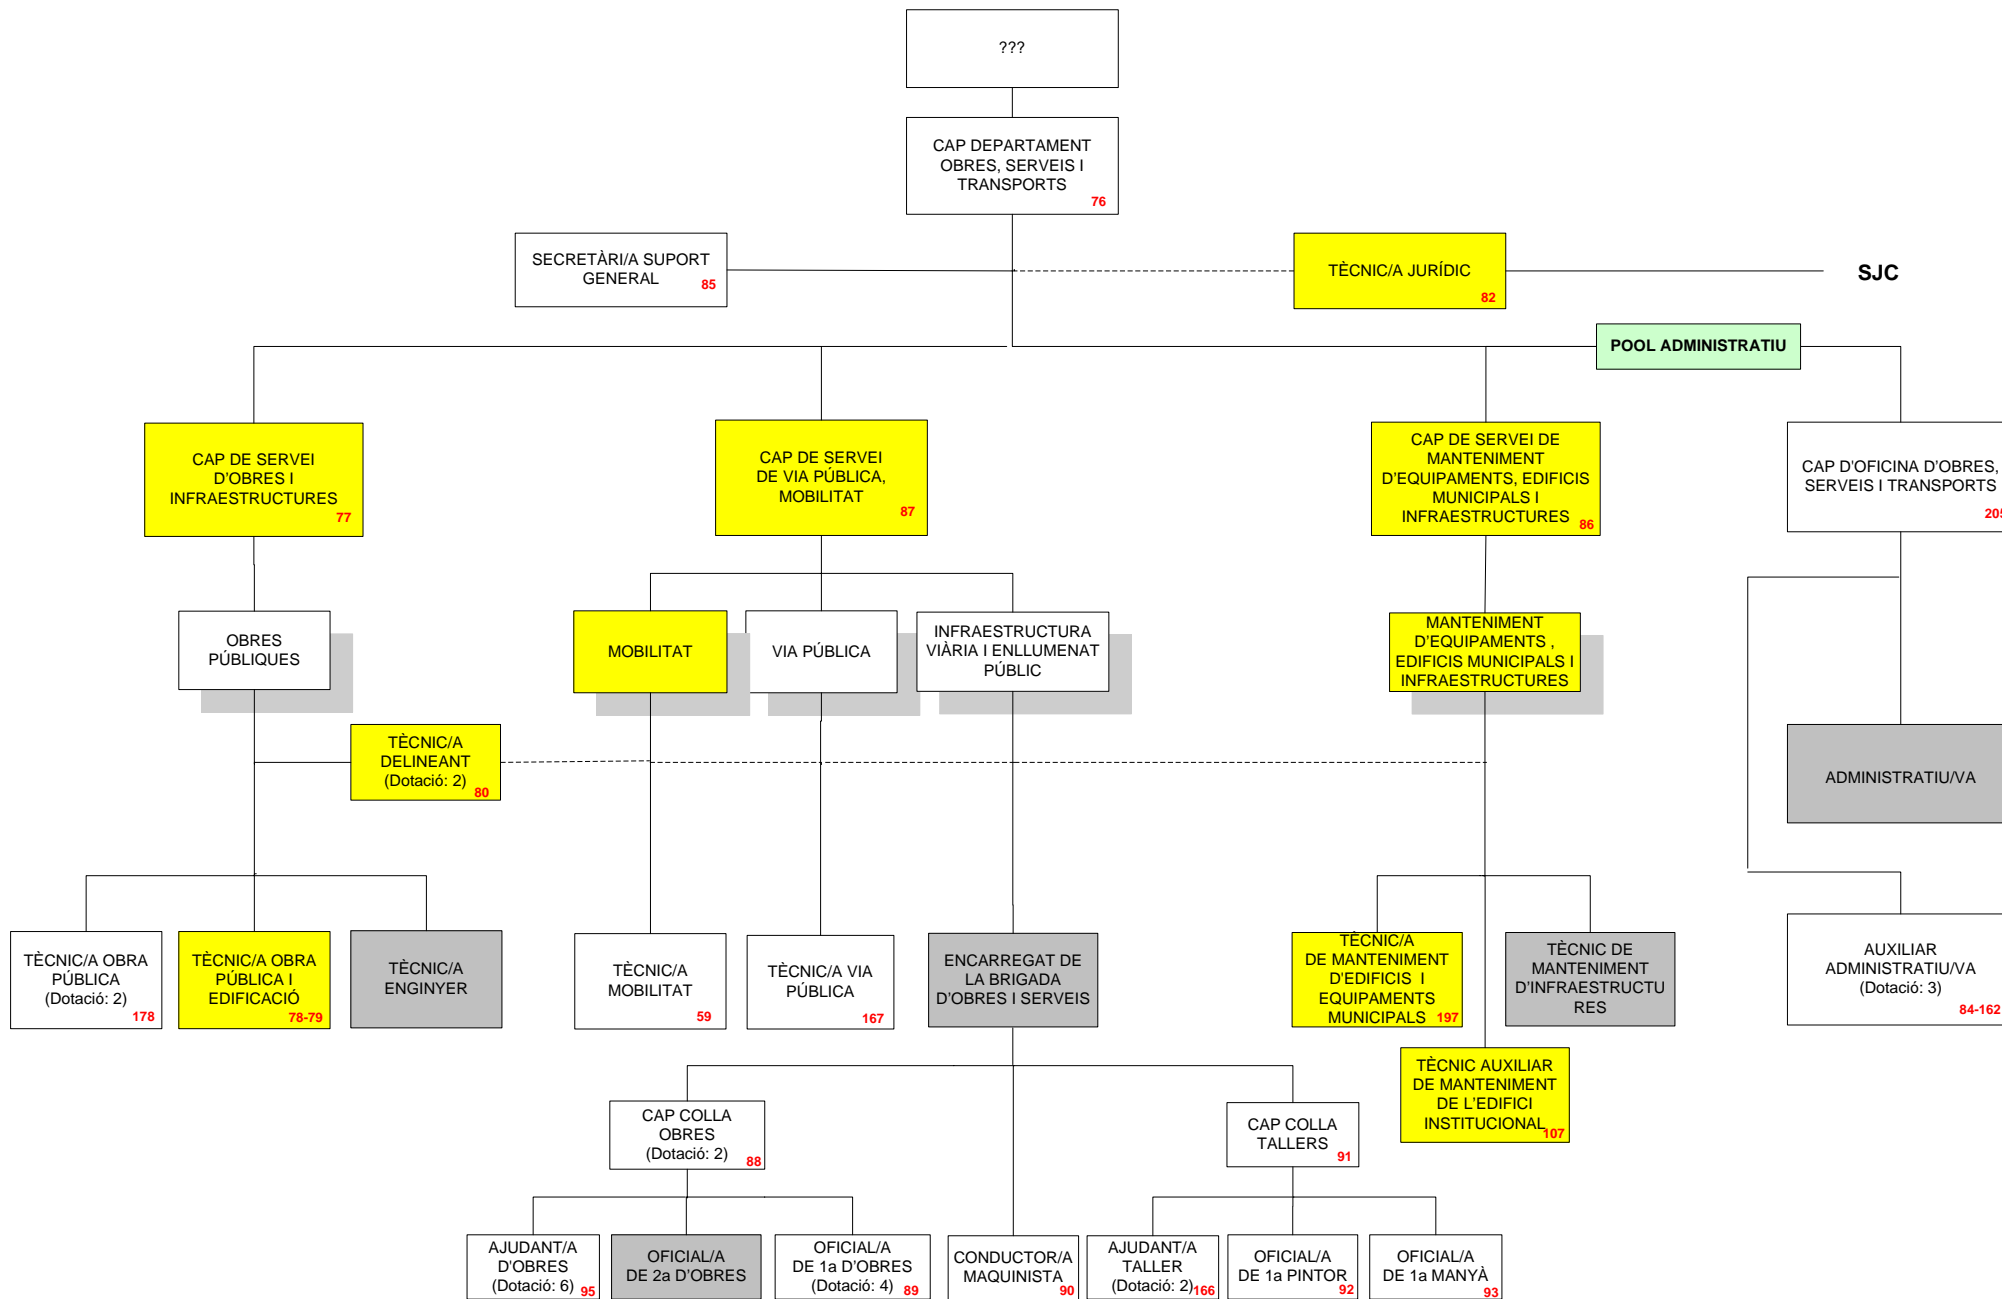 ???
CAP DEPARTAMENT
OBRES, SERVEIS I
TRANSPORTS
76
SECRETÀRI/A SUPORT
GENERAL
85
TÈCNIC/A JURÍDIC
82
SJC
POOL ADMINISTRATIU
CAP DE SERVEI
D'OBRES I
INFRAESTRUCTURES
77
CAP DE SERVEI
DE VIA PÚBLICA,
MOBILITAT
87
CAP DE SERVEI DE
MANTENIMENT
D'EQUIPAMENTS, EDIFICIS
MUNICIPALS I
INFRAESTRUCTURES
86
CAP D'OFICINA D'OBRES,
SERVEIS I TRANSPORTS
205
OBRES
PÚBLIQUES
MOBILITAT
VIA PÚBLICA
INFRAESTRUCTURA
VIÀRIA I ENLLUMENAT
PÚBLIC
MANTENIMENT
D'EQUIPAMENTS ,
EDIFICIS MUNICIPALS I
INFRAESTRUCTURES
TÈCNIC/A
DELINEANT
(Dotació: 2)
80
ADMINISTRATIU/VA
TÈCNIC/A OBRA
PÚBLICA
(Dotació: 2)
178
TÈCNIC/A OBRA
PÚBLICA I
EDIFICACIÓ
78-79
TÈCNIC/A
ENGINYER
TÈCNIC/A
MOBILITAT
59
TÈCNIC/A VIA
PÚBLICA
167
ENCARREGAT DE
LA BRIGADA
D'OBRES I SERVEIS
TÈCNIC/A
DE MANTENIMENT
D'EDIFICIS I
EQUIPAMENTS
MUNICIPALS
197
TÈCNIC DE
MANTENIMENT
D'INFRAESTRUCTU
RES
AUXILIAR
ADMINISTRATIU/VA
(Dotació: 3)
84-162
TÈCNIC AUXILIAR
DE MANTENIMENT
DE L'EDIFICI
INSTITUCIONAL
107
CAP COLLA
OBRES
(Dotació: 2)
88
CAP COLLA
TALLERS
91
AJUDANT/A
D'OBRES
(Dotació: 6)
95
OFICIAL/A
DE 2a D'OBRES
OFICIAL/A
DE 1a D'OBRES
(Dotació: 4)
89
CONDUCTOR/A
MAQUINISTA
90
AJUDANT/A
TALLER
(Dotació: 2)
166
OFICIAL/A
DE 1a PINTOR
92
OFICIAL/A
DE 1a MANYÀ
93